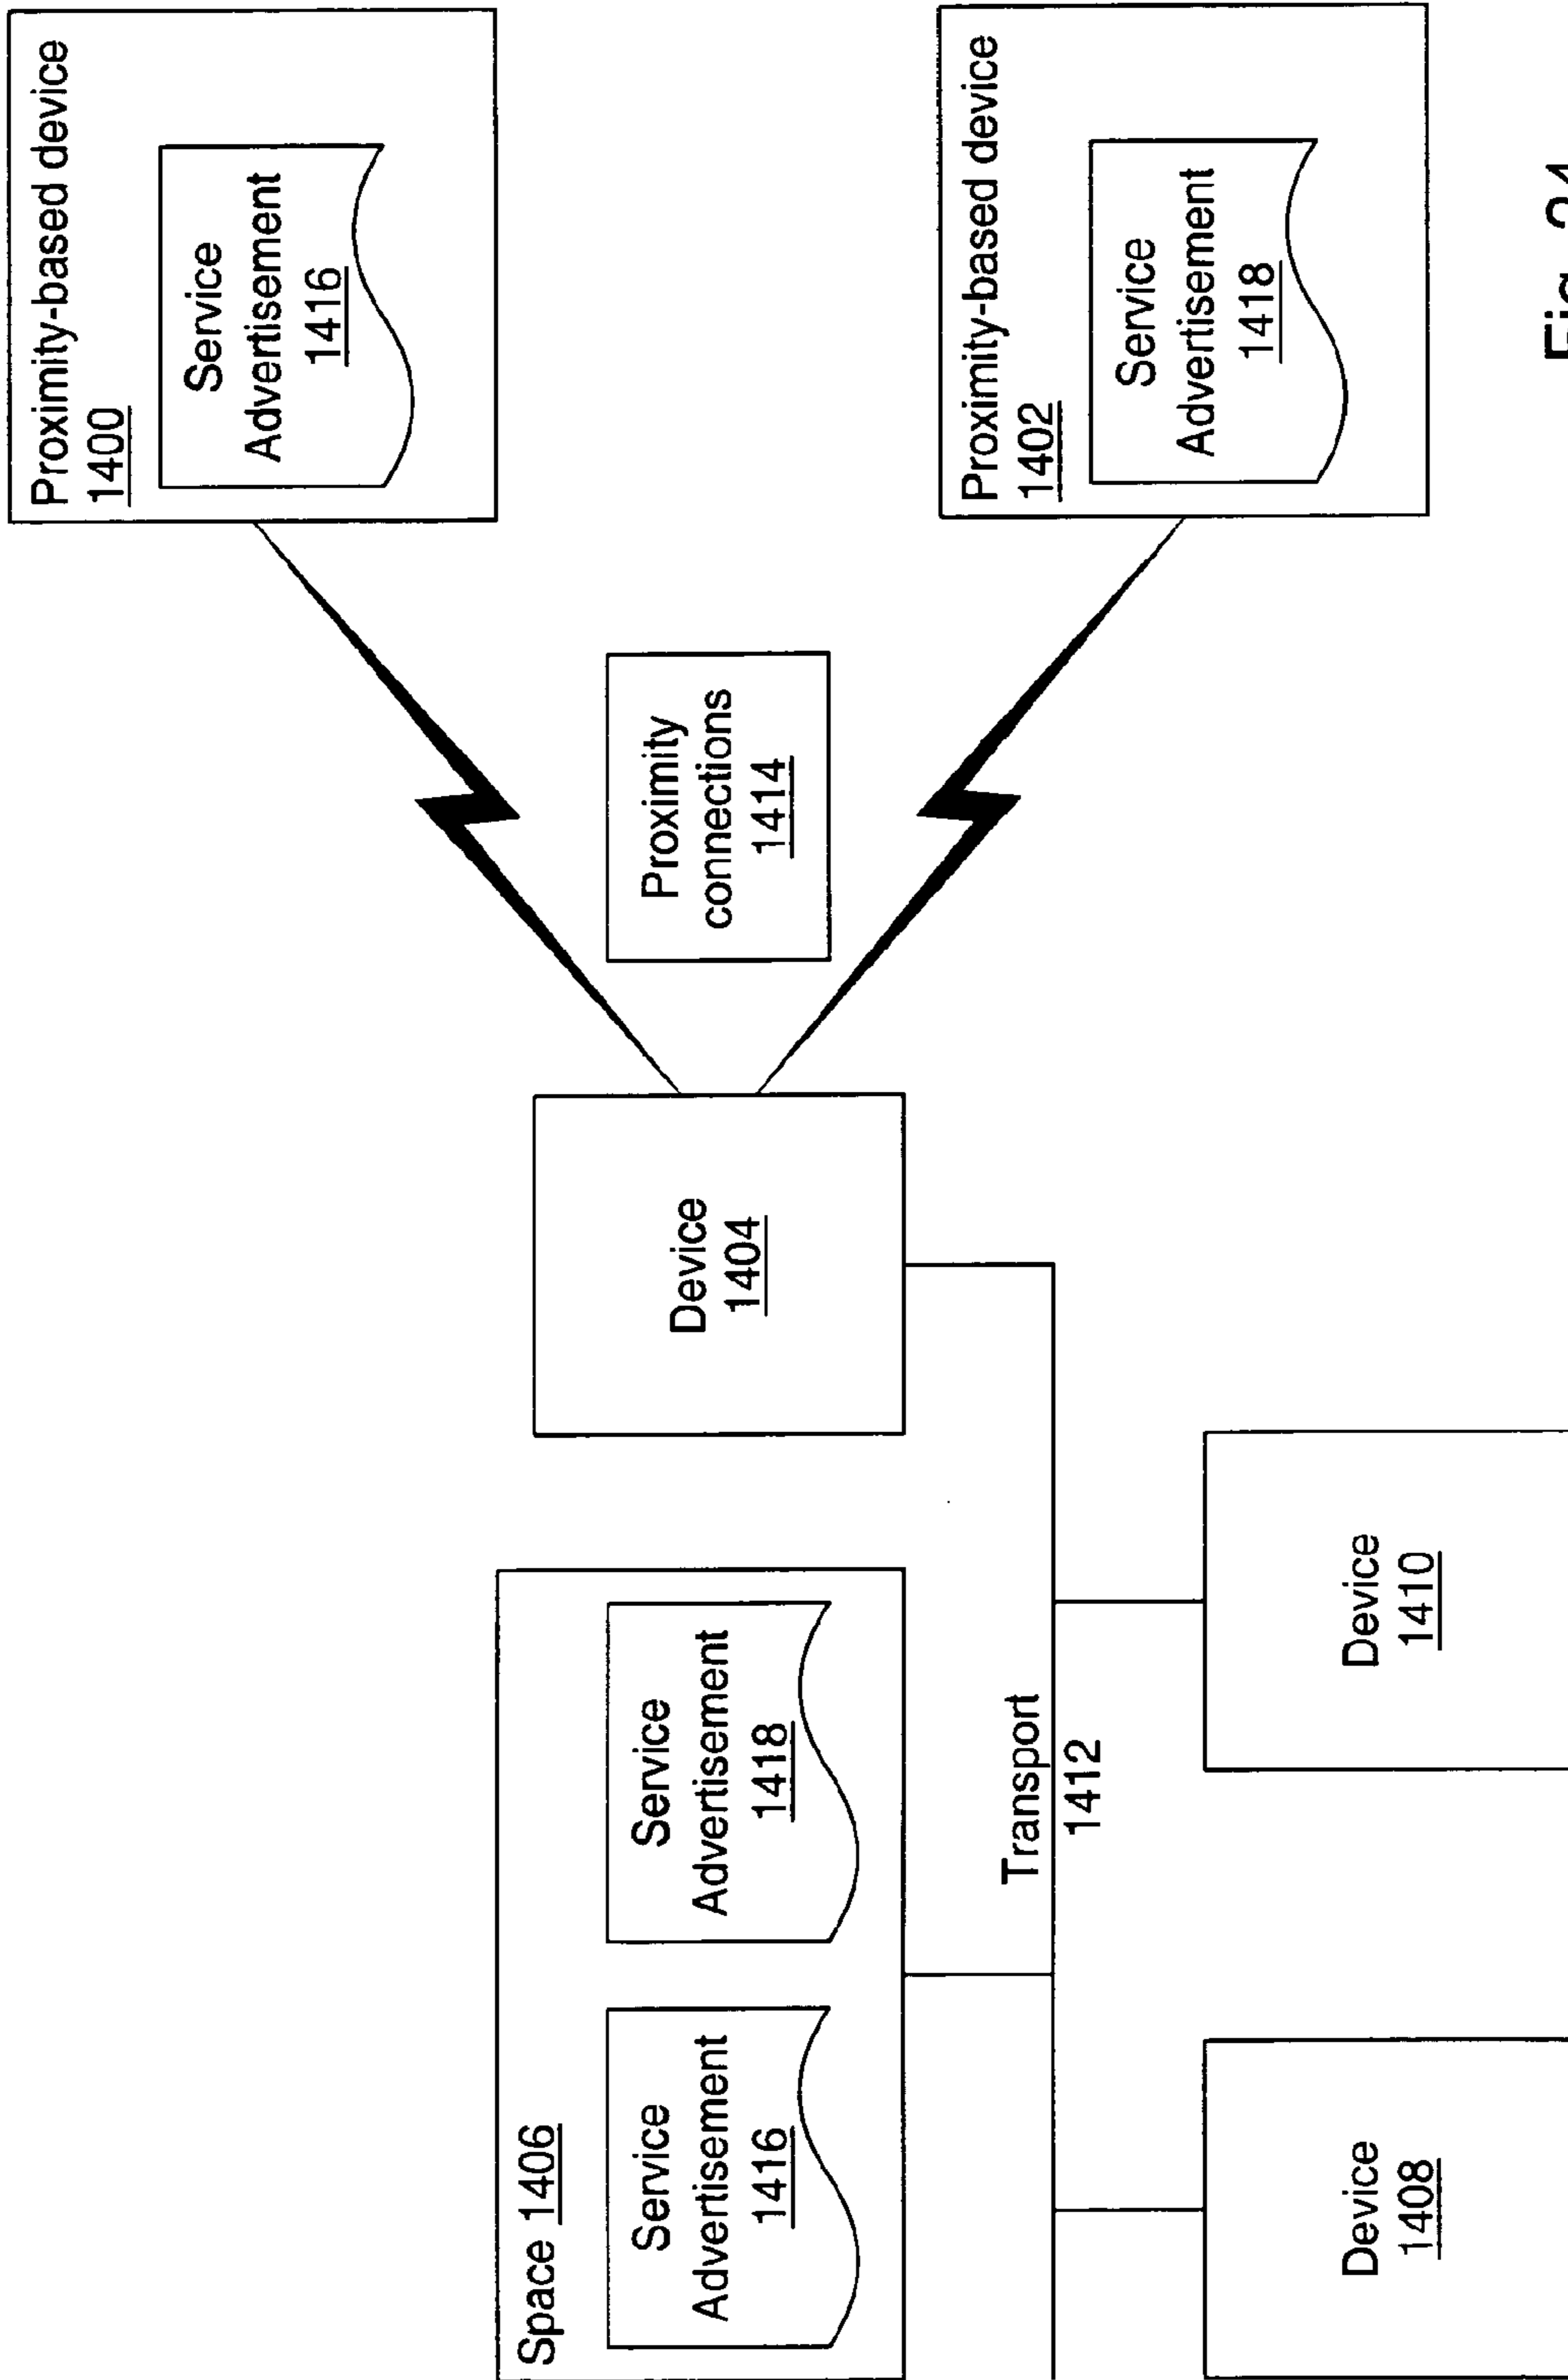 Proximity-based device
1400
Service
Advertisement
1416
Space 1406
Service
Advertisement
1416
Service
Advertisement
1418
Device
1404
Proximity
connections
1414
Proximity-based device
1402
Service
Advertisement
1418
Transport
1412
Device
1408
Device
1410
Fig.